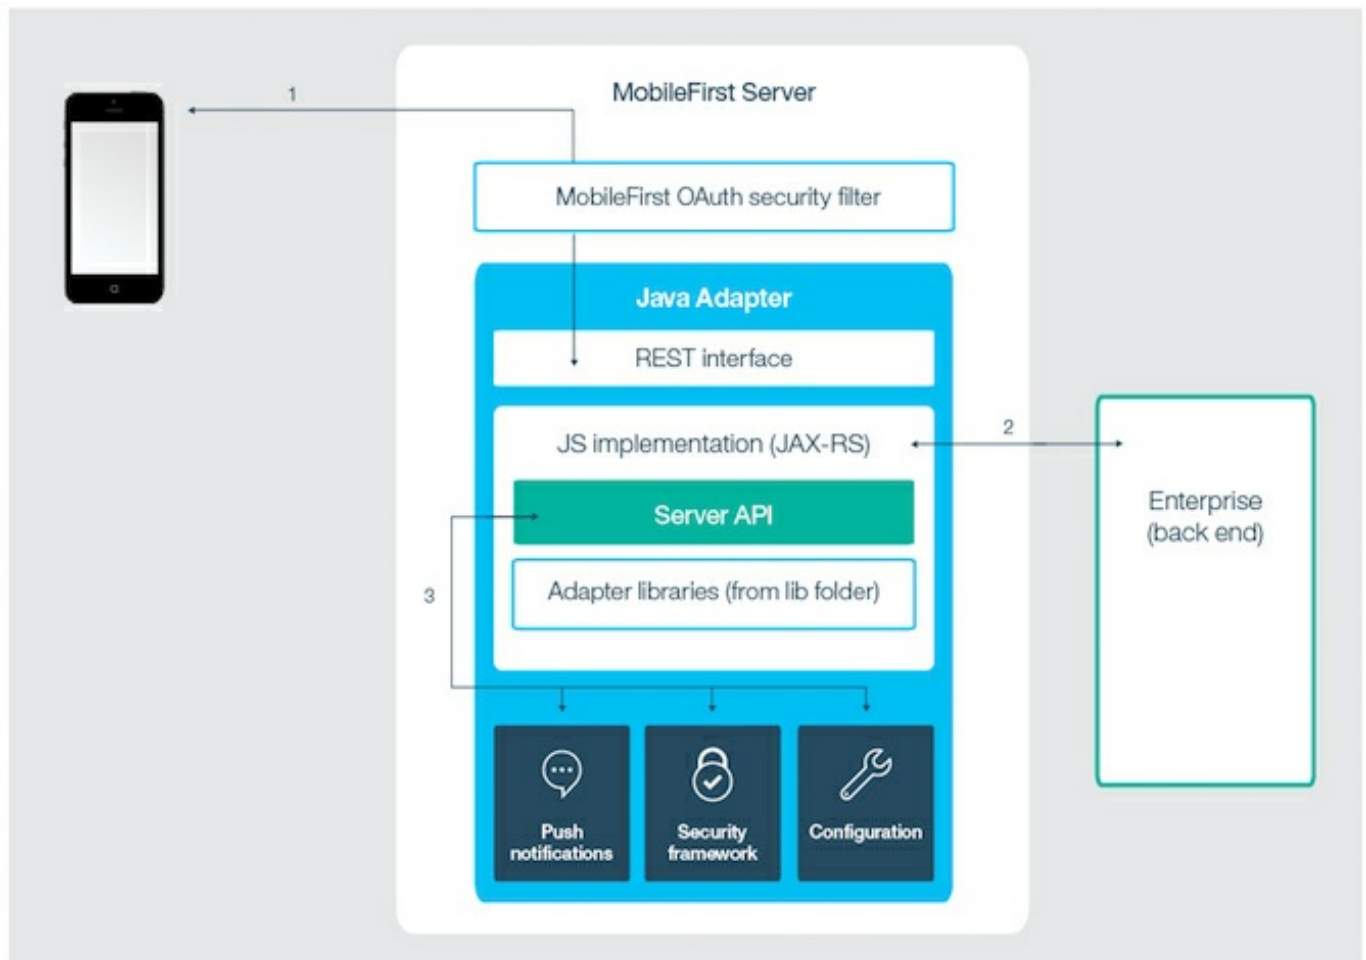 1
MobileFirst Server
MobileFirst OAuth security filter
Java Adapter
REST interface
JS implementation (JAX-RS)
2
Server API
Enterprise
(back end)
3
Adapter libraries (from lib folder)
Push
notifications
Security
framework
Configuration